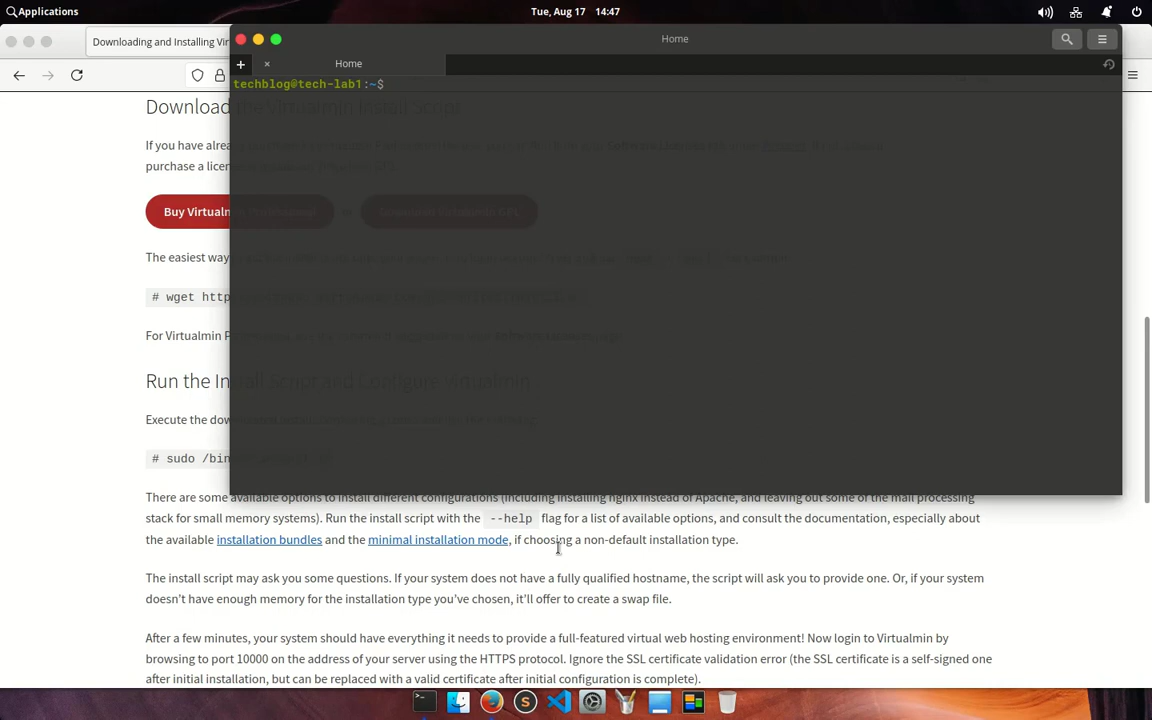 Applications
Tue, Aug 17 14:47
Downloading and Installing Vir
Home
Home
techblog@tech-lab1:~$
Download the Virtualmin Install Script
If you have alrea
purchase a licen
Buy Virtualm
The easiest way
# wget http
For Virtualmin P
Run the Install Script and Configure Virtualmin
Execute the dow
# sudo /bin
There are some available options to install different configurations (including installing nginx instead of Apache, and leaving out some of the mail processing
stack for small memory systems). Run the install script with the --help flag for a list of available options, and consult the documentation, especially about
the available installation bundles and the minimal installation mode, if choosing a non-default installation type.
The install script may ask you some questions. If your system does not have a fully qualified hostname, the script will ask you to provide one. Or, if your system
doesn't have enough memory for the installation type you've chosen, it'll offer to create a swap file.
After a few minutes, your system should have everything it needs to provide a full-featured virtual web hosting environment! Now login to Virtualmin by
browsing to port 10000 on the address of your server using the HTTPS protocol. Ignore the SSL certificate validation error (the SSL certificate is a self-signed one
after initial installation, but can be replaced with a valid certificate after initial configuration is complete).